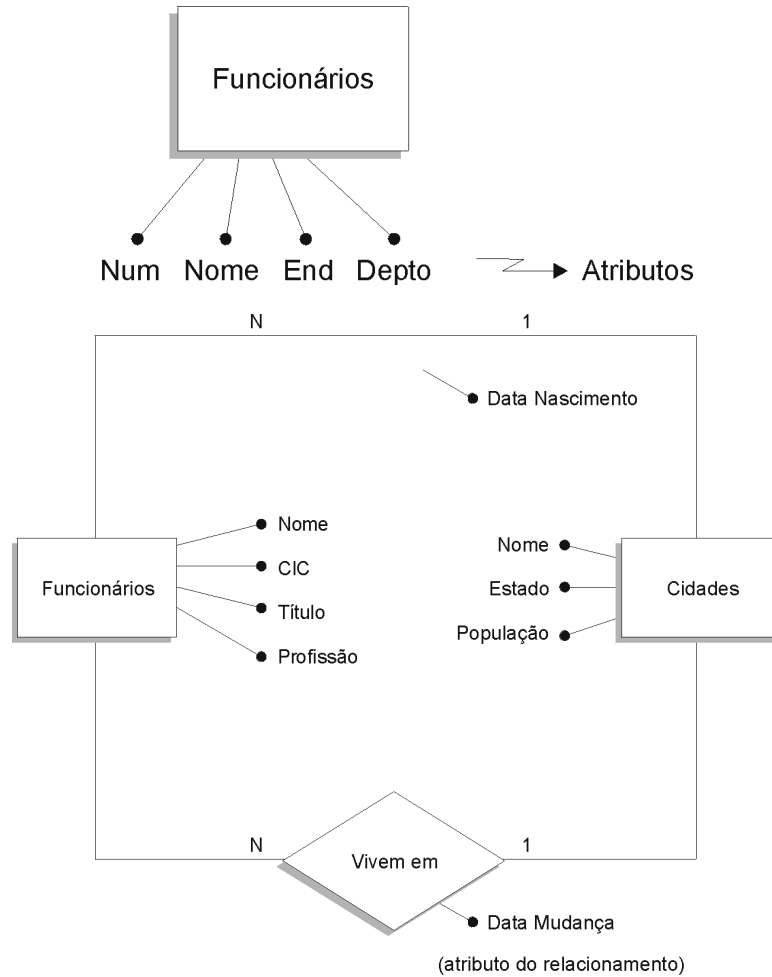 Funcionários
Num Nome End Depto Atributos
N 1
Data Nascimento
Nome
CIC
Título
Profissão
Funcionários
Nome
Estado
População
Cidades
N 1
Vivem em
Data Mudança
(atributo do relacionamento)